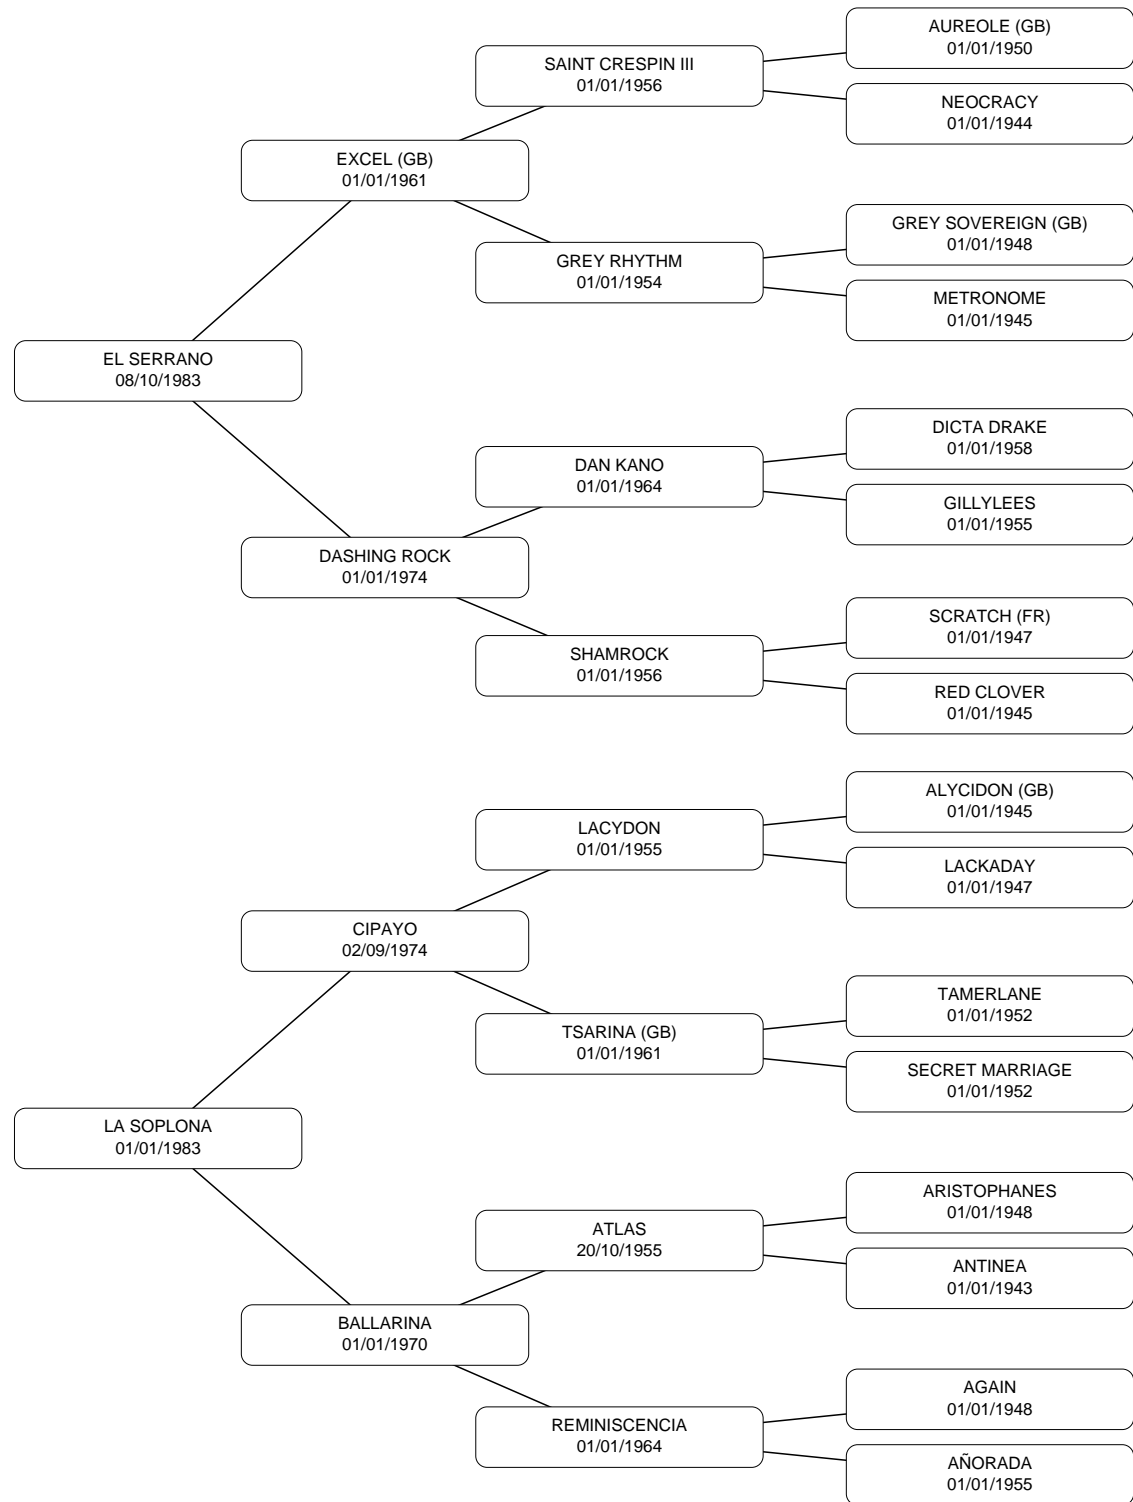 AUREOLE (GB)
01/01/1950
SAINT CRESPIN III
01/01/1956
NEOCRACY
01/01/1944
EXCEL (GB)
01/01/1961
GREY SOVEREIGN (GB)
01/01/1948
GREY RHYTHM
01/01/1954
METRONOME
01/01/1945
EL SERRANO
08/10/1983
DICTA DRAKE
01/01/1958
DAN KANO
01/01/1964
GILLYLEES
01/01/1955
DASHING ROCK
01/01/1974
SCRATCH (FR)
01/01/1947
SHAMROCK
01/01/1956
RED CLOVER
01/01/1945
ALYCIDON (GB)
01/01/1945
LACYDON
01/01/1955
LACKADAY
01/01/1947
CIPAYO
02/09/1974
TAMERLANE
01/01/1952
TSARINA (GB)
01/01/1961
SECRET MARRIAGE
01/01/1952
LA SOPLONA
01/01/1983
ARISTOPHANES
01/01/1948
ATLAS
20/10/1955
ANTINEA
01/01/1943
BALLARINA
01/01/1970
AGAIN
01/01/1948
REMINISCENCIA
01/01/1964
AÑORADA
01/01/1955